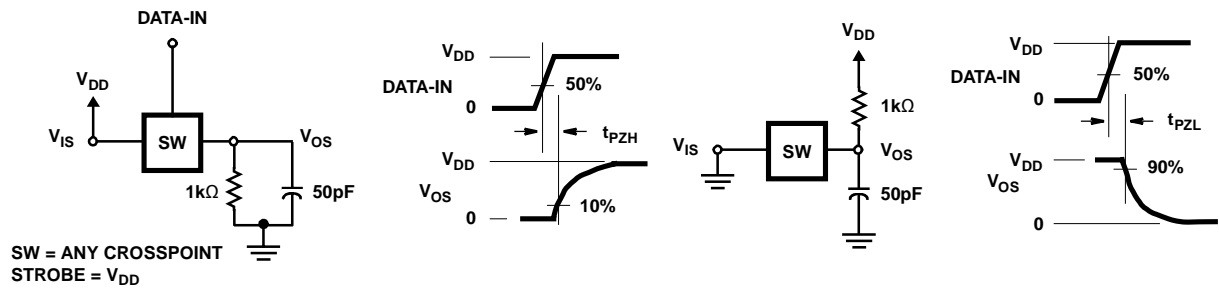 DATA-IN
VDD
VIS
SW
VOS
1kΩ
50pF
SW = ANY CROSSPOINT
STROBE = VDD
VDD
DATA-IN
50%
0
tPZH
VDD
VOS
10%
0
VDD
1kΩ
VIS
SW
VOS
50pF
VDD
DATA-IN
50%
0
tPZL
VDD
90%
VOS
0